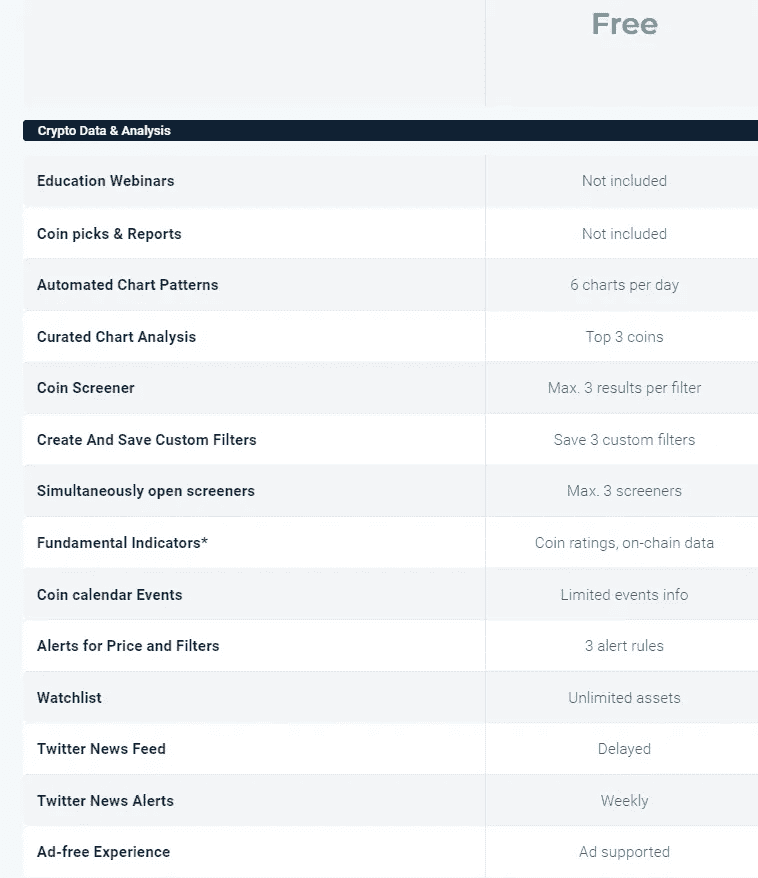 Free
Crypto Data & Analysis
Education Webinars Not included
Coin picks & Reports Not included
Automated Chart Patterns 6 charts per day
Curated Chart Analysis Top 3 coins
Coin Screener Max. 3 results per filter
Create And Save Custom Filters Save 3 custom filters
Simultaneously open screeners Max. 3 screeners
Fundamental Indicators* Coin ratings, on-chain data
Coin calendar Events Limited events info
Alerts for Price and Filters 3 alert rules
Watchlist Unlimited assets
Twitter News Feed Delayed
Twitter News Alerts Weekly
Ad-free Experience Ad supported